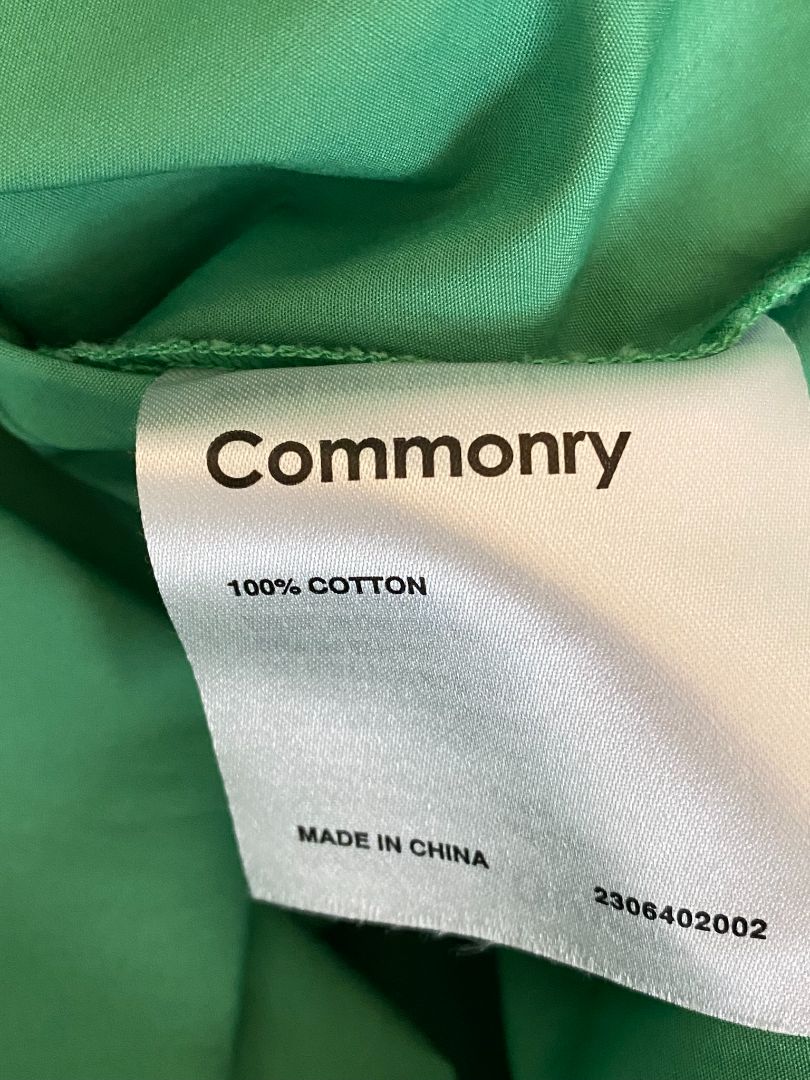 Commonry
100% COTTON
MADE IN CHINA
2306402002